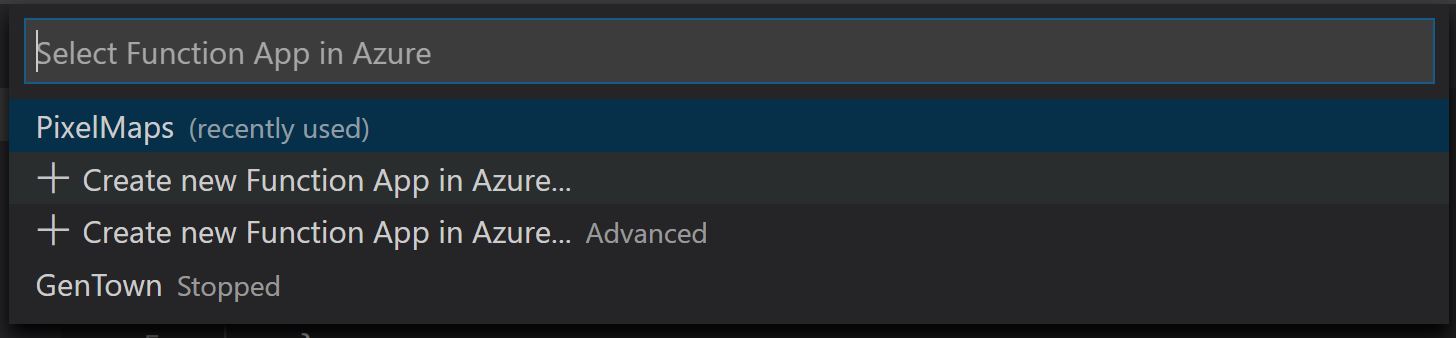 Select Function App in Azure
PixelMaps (recently used)
+ Create new Function App in Azure...
+ Create new Function App in Azure... Advanced
GenTown Stopped
}